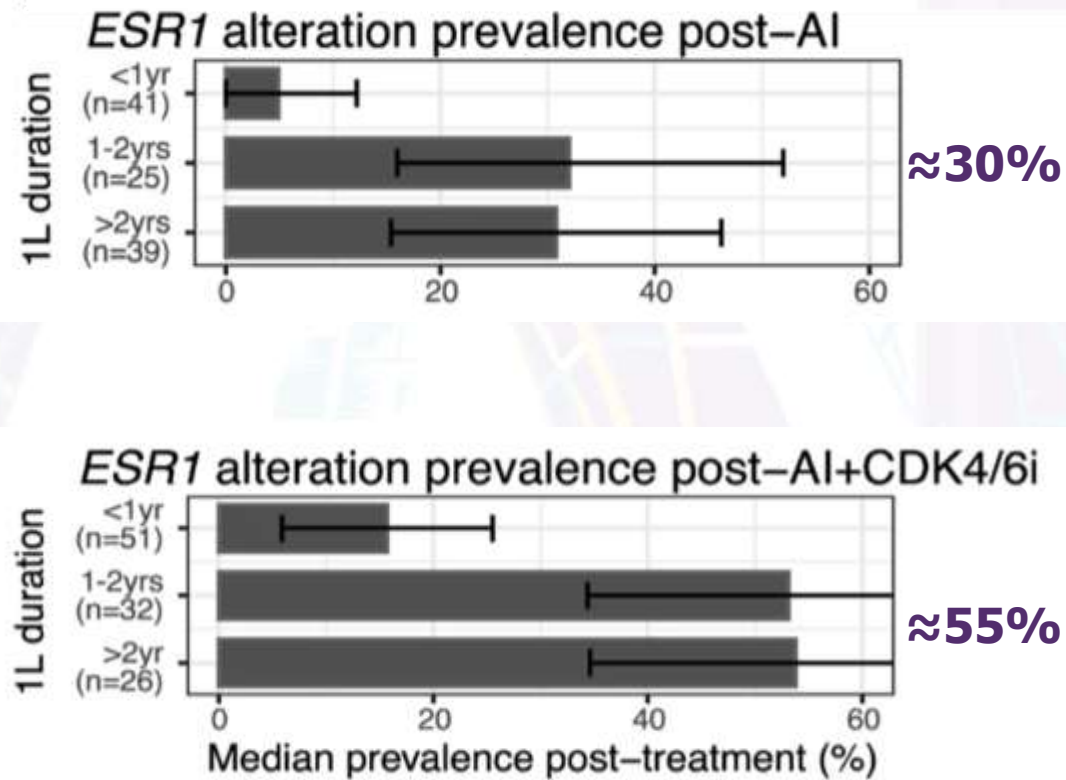 ESR1 alteration prevalence post–AI
1L duration
<1yr
(n=41)
1-2yrs
(n=25)
>2yrs
(n=39)
≈30%
0 20 40 60
ESR1 alteration prevalence post–AI+CDK4/6i
1L duration
<1yr
(n=51)
1-2yrs
(n=32)
>2yr
(n=26)
≈55%
0 20 40 60
Median prevalence post–treatment (%)